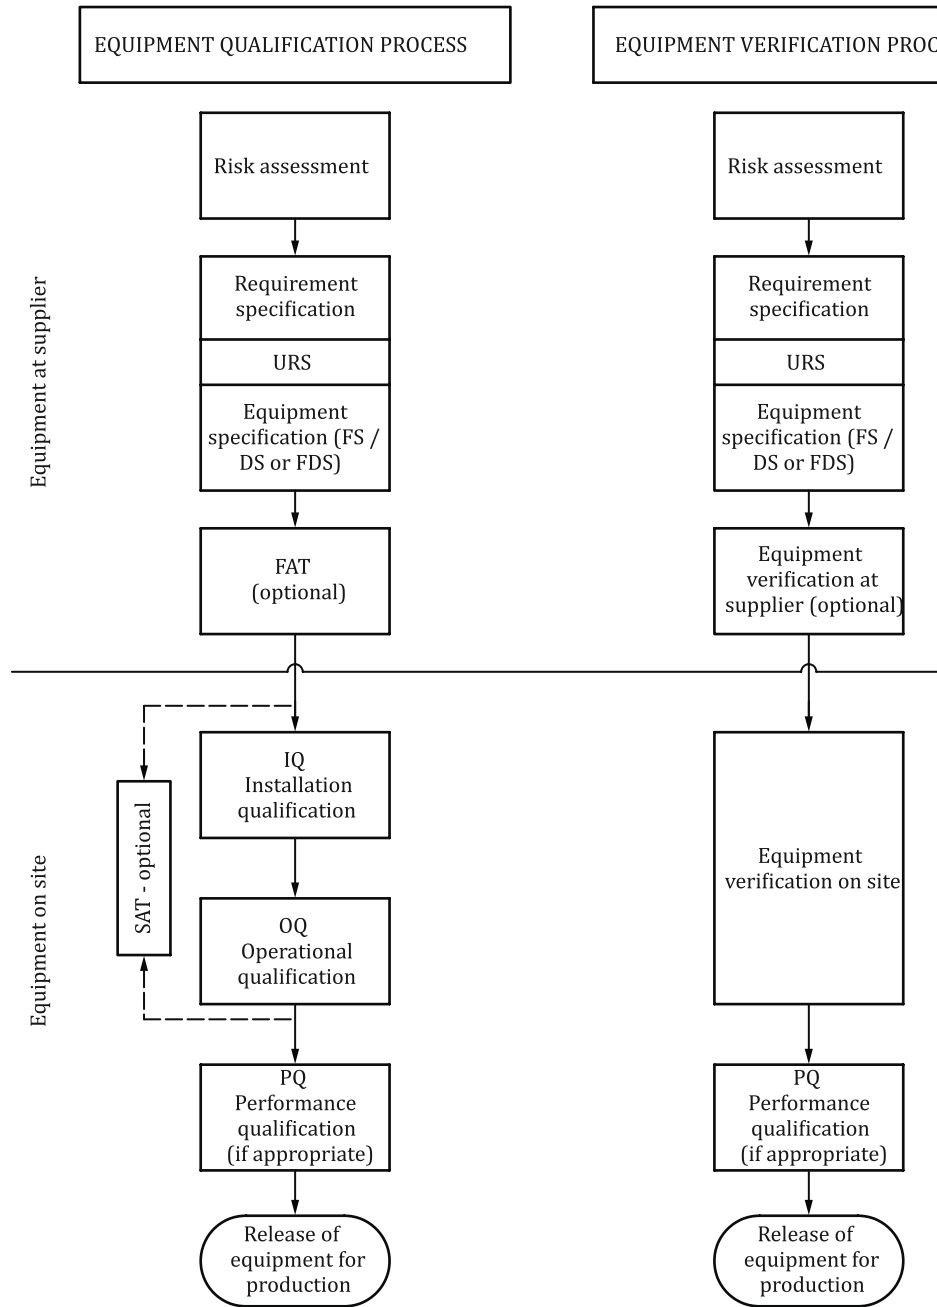 EQUIPMENT QUALIFICATION PROCESS
Risk assessment
Requirement
specification
URS
Equipment
specification (FS /
DS or FDS)
FAT
(optional)
IQ
Installation
qualification
OQ
Operational
qualification
PQ
Performance
qualification
(if appropriate)
Release of
equipment for
production
SAT - optional
Equipment at supplier
Equipment on site
EQUIPMENT VERIFICATION PROC
Risk assessment
Requirement
specification
URS
Equipment
specification (FS /
DS or FDS)
Equipment
verification at
supplier (optional)
Equipment
verification on site
PQ
Performance
qualification
(if appropriate)
Release of
equipment for
production